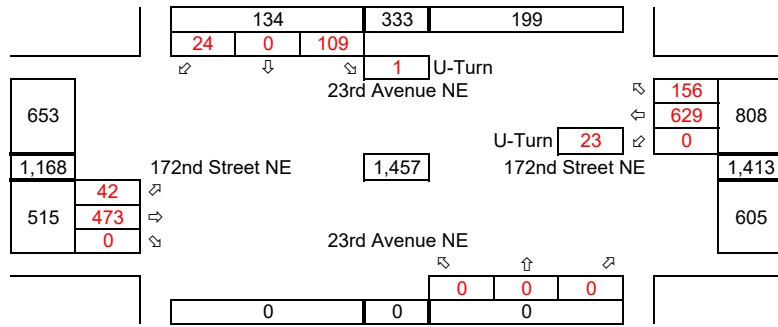 134 333 199
24 0 109
⬃ ⇩ ⬂ 1 U-Turn
23rd Avenue NE
⬁ 156
653 ⇦ 629 808
U-Turn 23 ⬃ 0
1,168 172nd Street NE 1,457 172nd Street NE 1,413
42 ⬀
515 473 ⇨ 605
0 ⬂
23rd Avenue NE
⬁ ⇧ ⬀
0 0 0
0 0 0